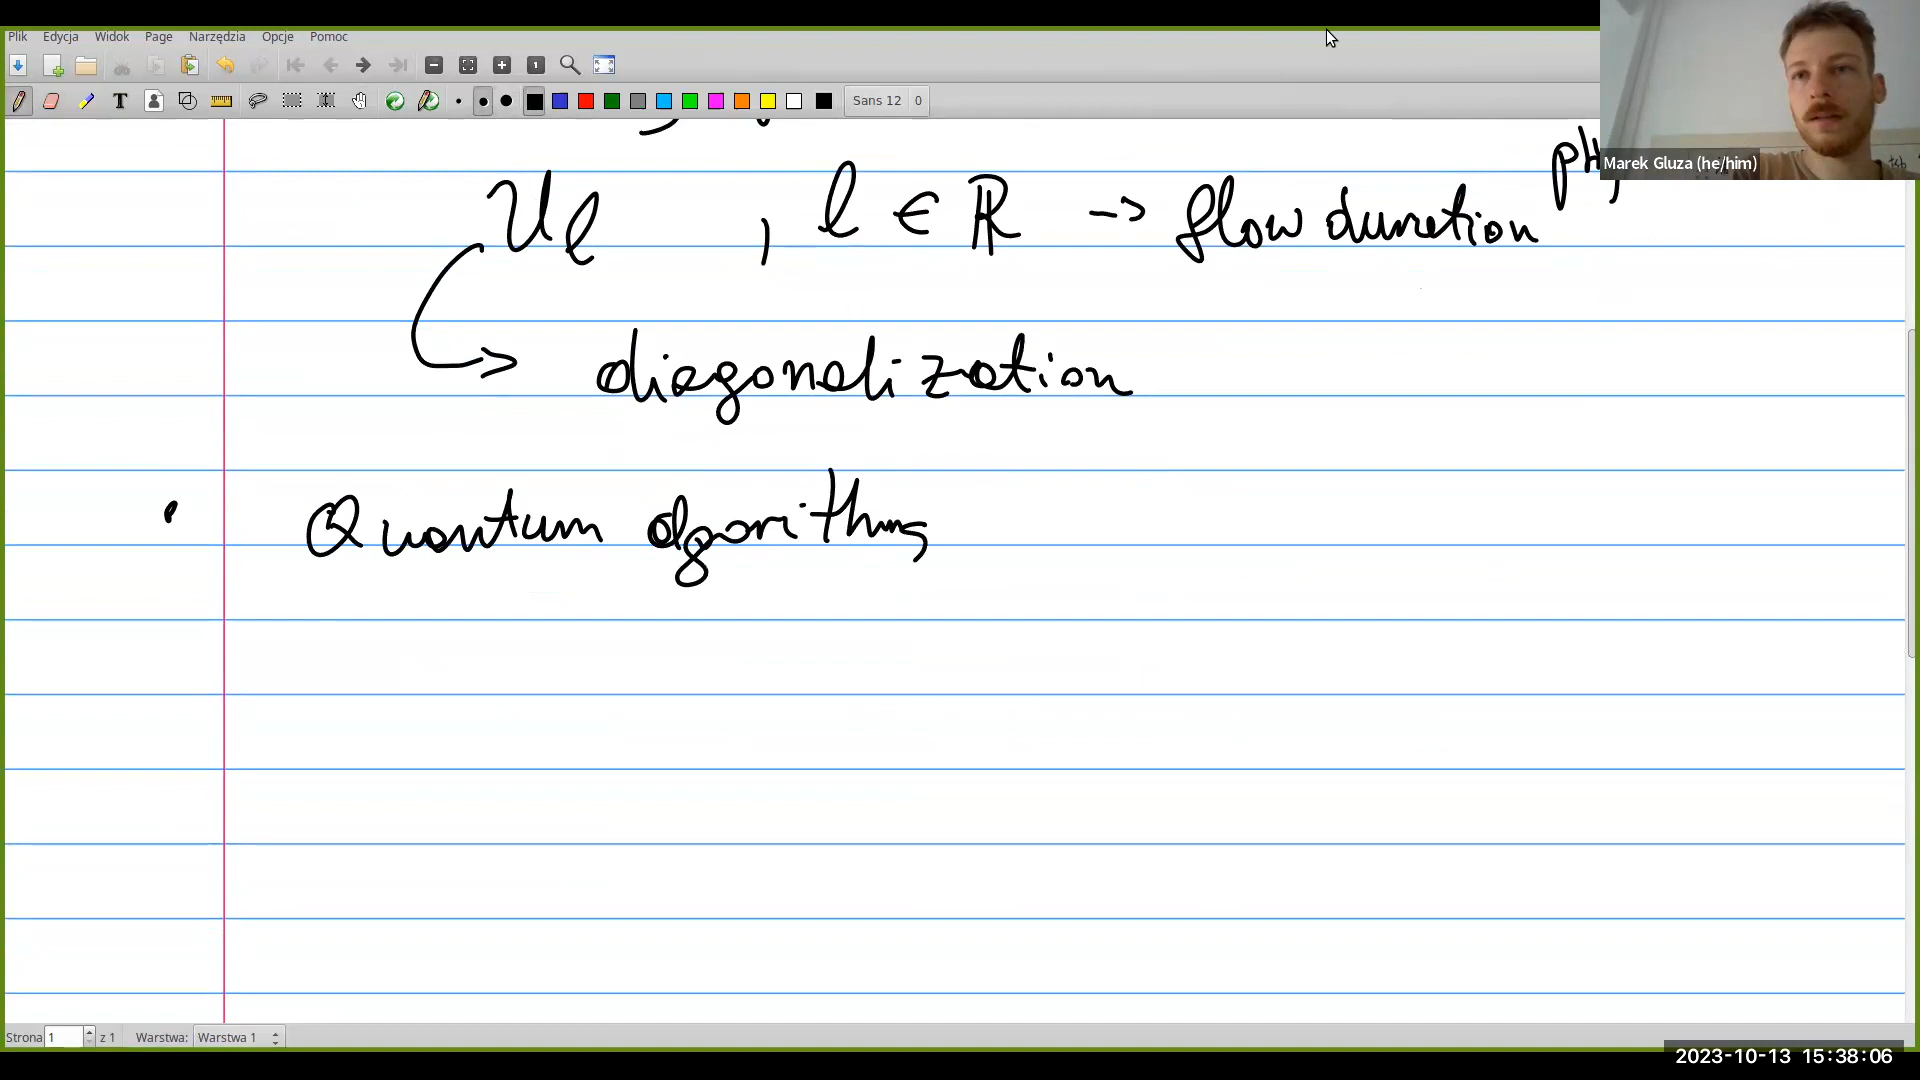 Plik Edycja Widok Page Narzędzia Opcje Pomoc
Sans 12 0
Marek Gluza (he/him)
𝒰ℓ , ℓ ∈ ℝ -> flow duration
diagonalization
• Quantum algorithms
Strona 1 z 1 Warstwa: Warstwa 1
2023-10-13 15:38:06